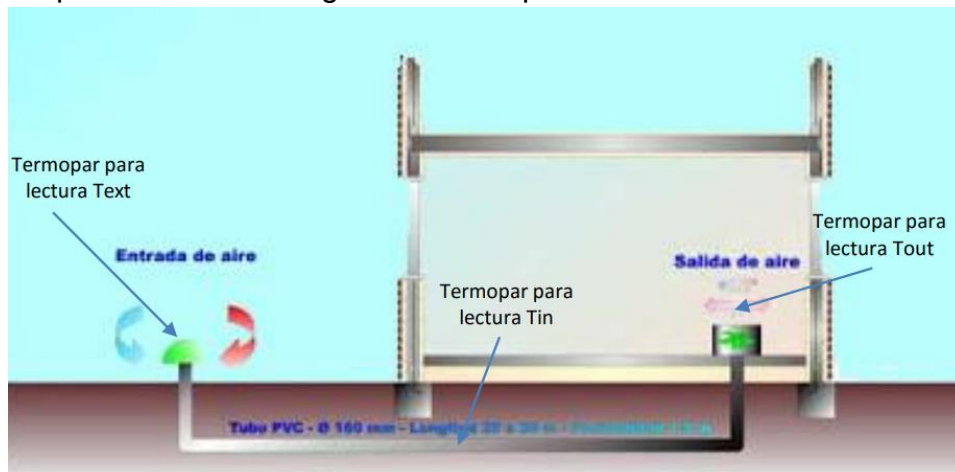 Termopar para
lectura Text
Termopar para
lectura Tout
Entrada de aire
Salida de aire
Termopar para
lectura Tin
Tubo PVC - Ø 160 mm - Longitud